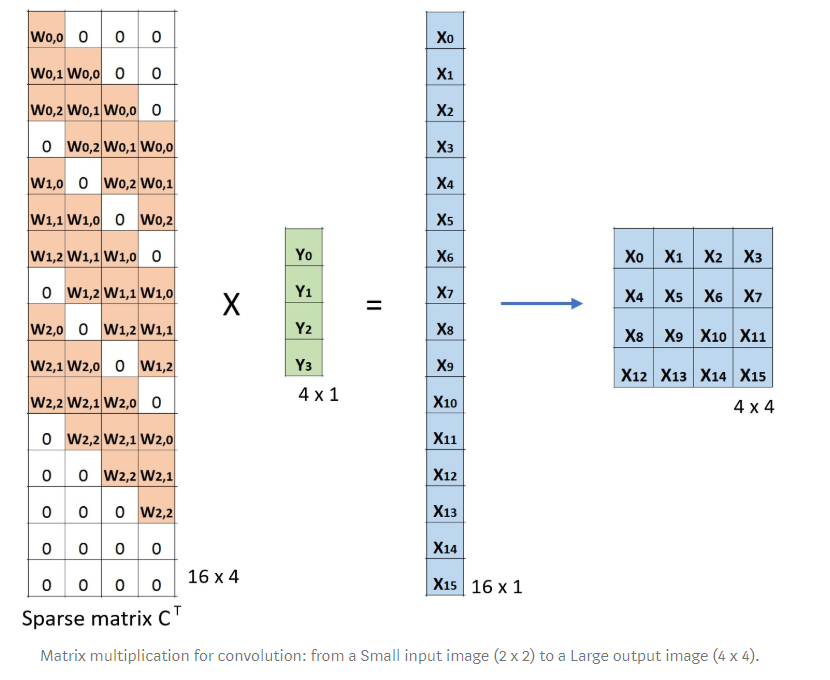 W0,0 0 0 0
W0,1 W0,0 0 0
W0,2 W0,1 W0,0 0
0 W0,2 W0,1 W0,0
W1,0 0 W0,2 W0,1
W1,1 W1,0 0 W0,2
W1,2 W1,1 W1,0 0
0 W1,2 W1,1 W1,0
W2,0 0 W1,2 W1,1
W2,1 W2,0 0 W1,2
W2,2 W2,1 W2,0 0
0 W2,2 W2,1 W2,0
0 0 W2,2 W2,1
0 0 0 W2,2
0 0 0 0
0 0 0 0
16 x 4
Sparse matrix Cᵀ
X
Y0
Y1
Y2
Y3
4 x 1
=
X0
X1
X2
X3
X4
X5
X6
X7
X8
X9
X10
X11
X12
X13
X14
X15
16 x 1
X0 X1 X2 X3
X4 X5 X6 X7
X8 X9 X10 X11
X12 X13 X14 X15
4 x 4
Matrix multiplication for convolution: from a Small input image (2 x 2) to a Large output image (4 x 4).